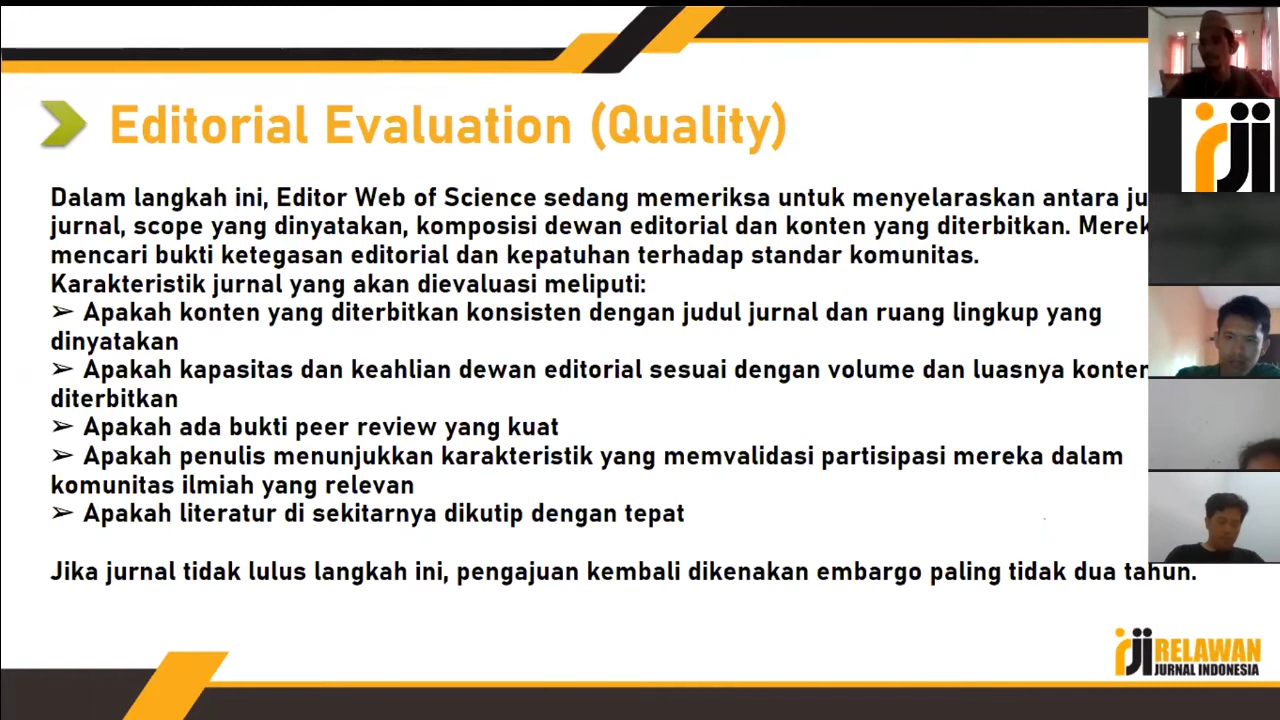 Editorial Evaluation (Quality)
Dalam langkah ini, Editor Web of Science sedang memeriksa untuk menyelaraskan antara
jurnal, scope yang dinyatakan, komposisi dewan editorial dan konten yang diterbitkan.
mencari bukti ketegasan editorial dan kepatuhan terhadap standar komunitas.
Karakteristik jurnal yang akan dievaluasi meliputi:
➢ Apakah konten yang diterbitkan konsisten dengan judul jurnal dan ruang lingkup yang
dinyatakan
➢ Apakah kapasitas dan keahlian dewan editorial sesuai dengan volume dan luasnya
diterbitkan
➢ Apakah ada bukti peer review yang kuat
➢ Apakah penulis menunjukkan karakteristik yang memvalidasi partisipasi mereka dalam
komunitas ilmiah yang relevan
➢ Apakah literatur di sekitarnya dikutip dengan tepat
Jika jurnal tidak lulus langkah ini, pengajuan kembali dikenakan embargo paling tidak dua tahun.
rji
rji RELAWAN
JURNAL INDONESIA